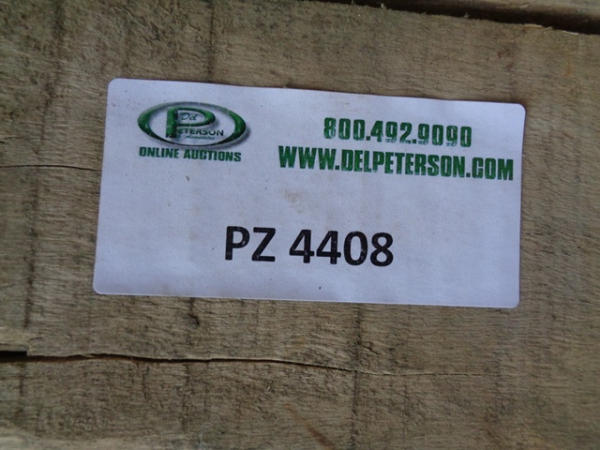 Del
PETERSON
ONLINE AUCTIONS
800.492.9090
WWW.DELPETERSON.COM
PZ 4408